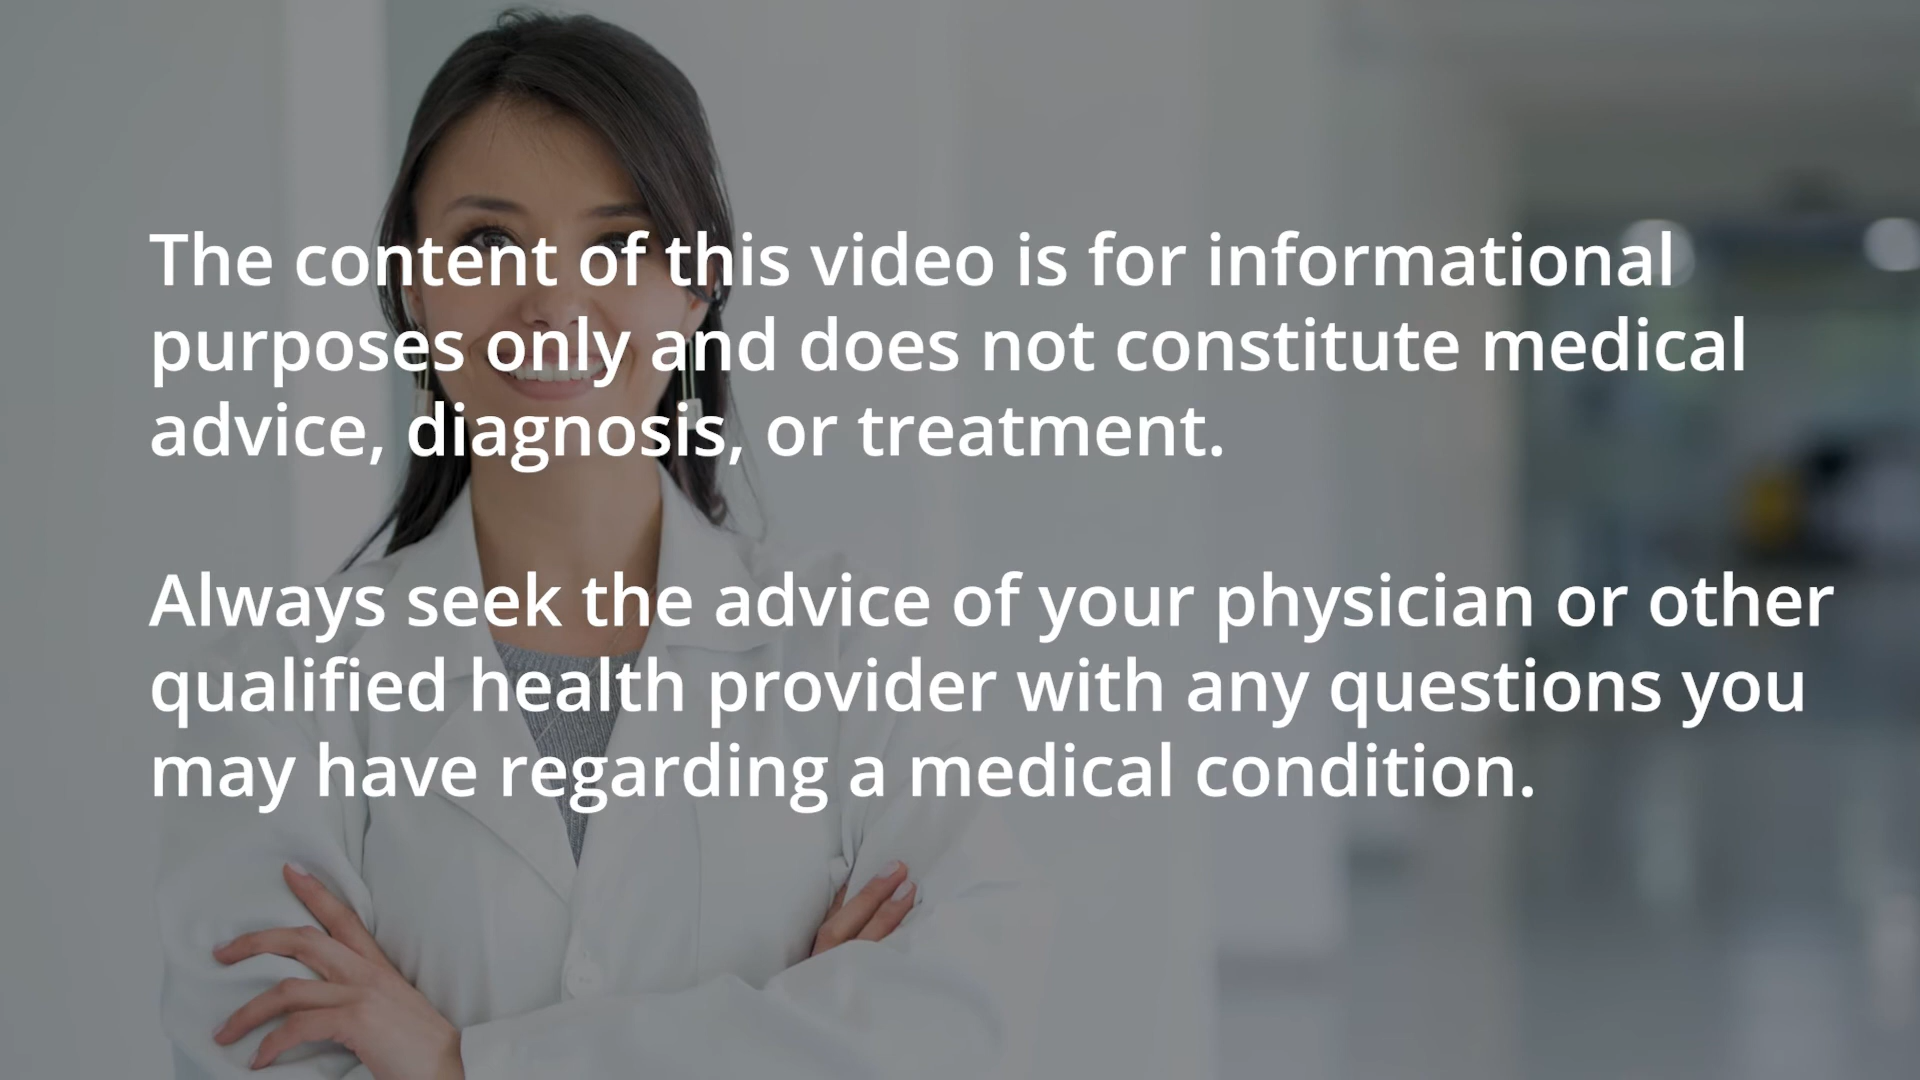 The content of this video is for informational
purposes only and does not constitute medical
advice, diagnosis, or treatment.
Always seek the advice of your physician or other
qualified health provider with any questions you
may have regarding a medical condition.